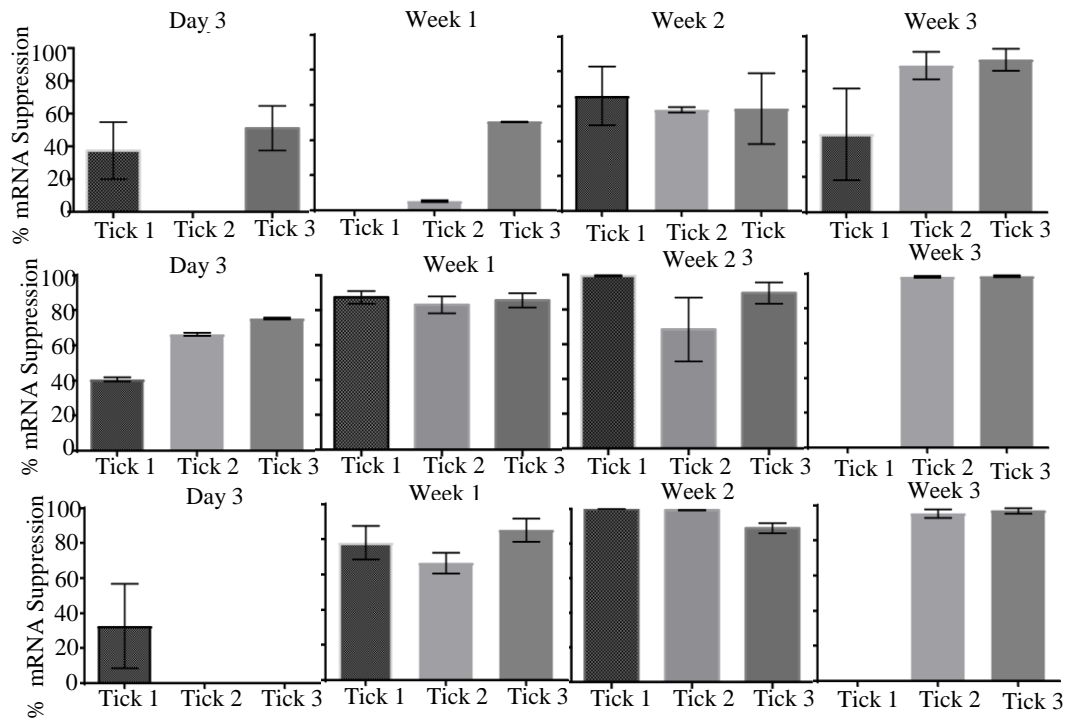 Day 3 Week 1 Week 2 Week 3
% mRNA Suppression
100
80
60
40
20
0
Tick 1 Tick 2 Tick 3 Tick 1 Tick 2 Tick 3 Tick 1 Tick 2 Tick Tick 1 Tick 2 Tick 3
Day 3 Week 1 Week 2 3 Week 3
% mRNA Suppression
100
80
60
40
20
0
Tick 1 Tick 2 Tick 3 Tick 1 Tick 2 Tick 3 Tick 1 Tick 2 Tick 3 Tick 1 Tick 2 Tick 3
Day 3 Week 1 Week 2 Week 3
% mRNA Suppression
100
80
60
40
20
0
Tick 1 Tick 2 Tick 3 Tick 1 Tick 2 Tick 3 Tick 1 Tick 2 Tick 3 Tick 1 Tick 2 Tick 3